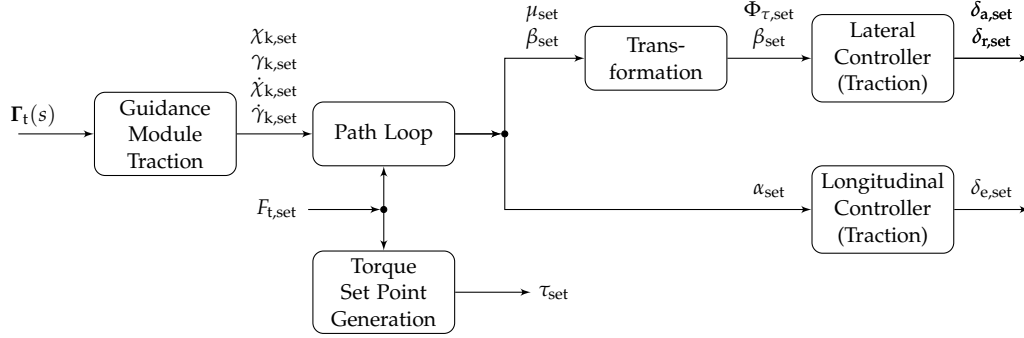 Γt(s)
Guidance
Module
Traction
χk,set
γk,set
χ̇k,set
γ̇k,set
Path Loop
Ft,set
Torque
Set Point
Generation
τset
μset
βset
Trans-
formation
Φτ,set
βset
Lateral
Controller
(Traction)
δa,set
δr,set
αset
Longitudinal
Controller
(Traction)
δe,set